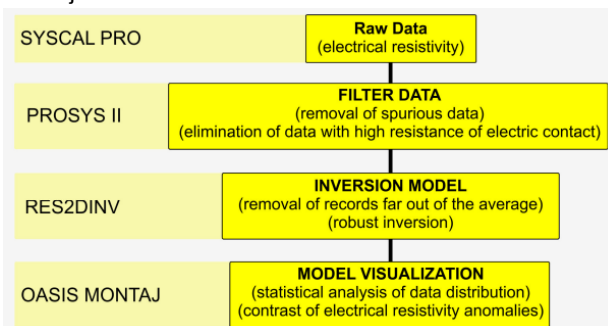 SYSCAL PRO
Raw Data
(electrical resistivity)
PROSYS II
FILTER DATA
(removal of spurious data)
(elimination of data with high resistance of electric contact)
RES2DINV
INVERSION MODEL
(removal of records far out of the average)
(robust inversion)
OASIS MONTAJ
MODEL VISUALIZATION
(statistical analysis of data distribution)
(contrast of electrical resistivity anomalies)